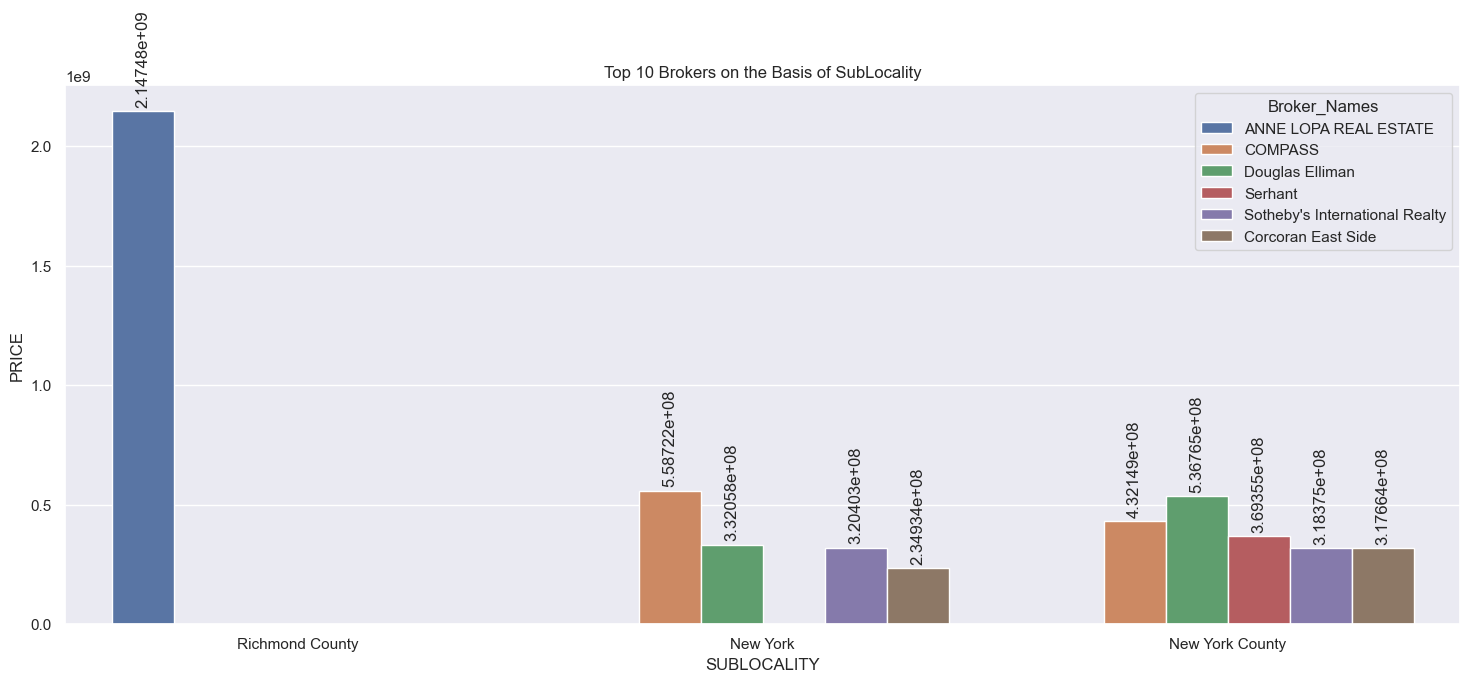 Top 10 Brokers on the Basis of SubLocality
1e9
2.147748e+09
Broker_Names
ANNE LOPA REAL ESTATE
COMPASS
Douglas Elliman
Serhant
Sotheby's International Realty
Corcoran East Side
PRICE
2.0
1.5
1.0
0.5
0.0
5.58722e+08
3.32058e+08
3.20403e+08
2.34934e+08
4.32149e+08
5.36765e+08
3.69355e+08
3.18375e+08
3.17664e+08
Richmond County
New York
New York County
SUBLOCALITY